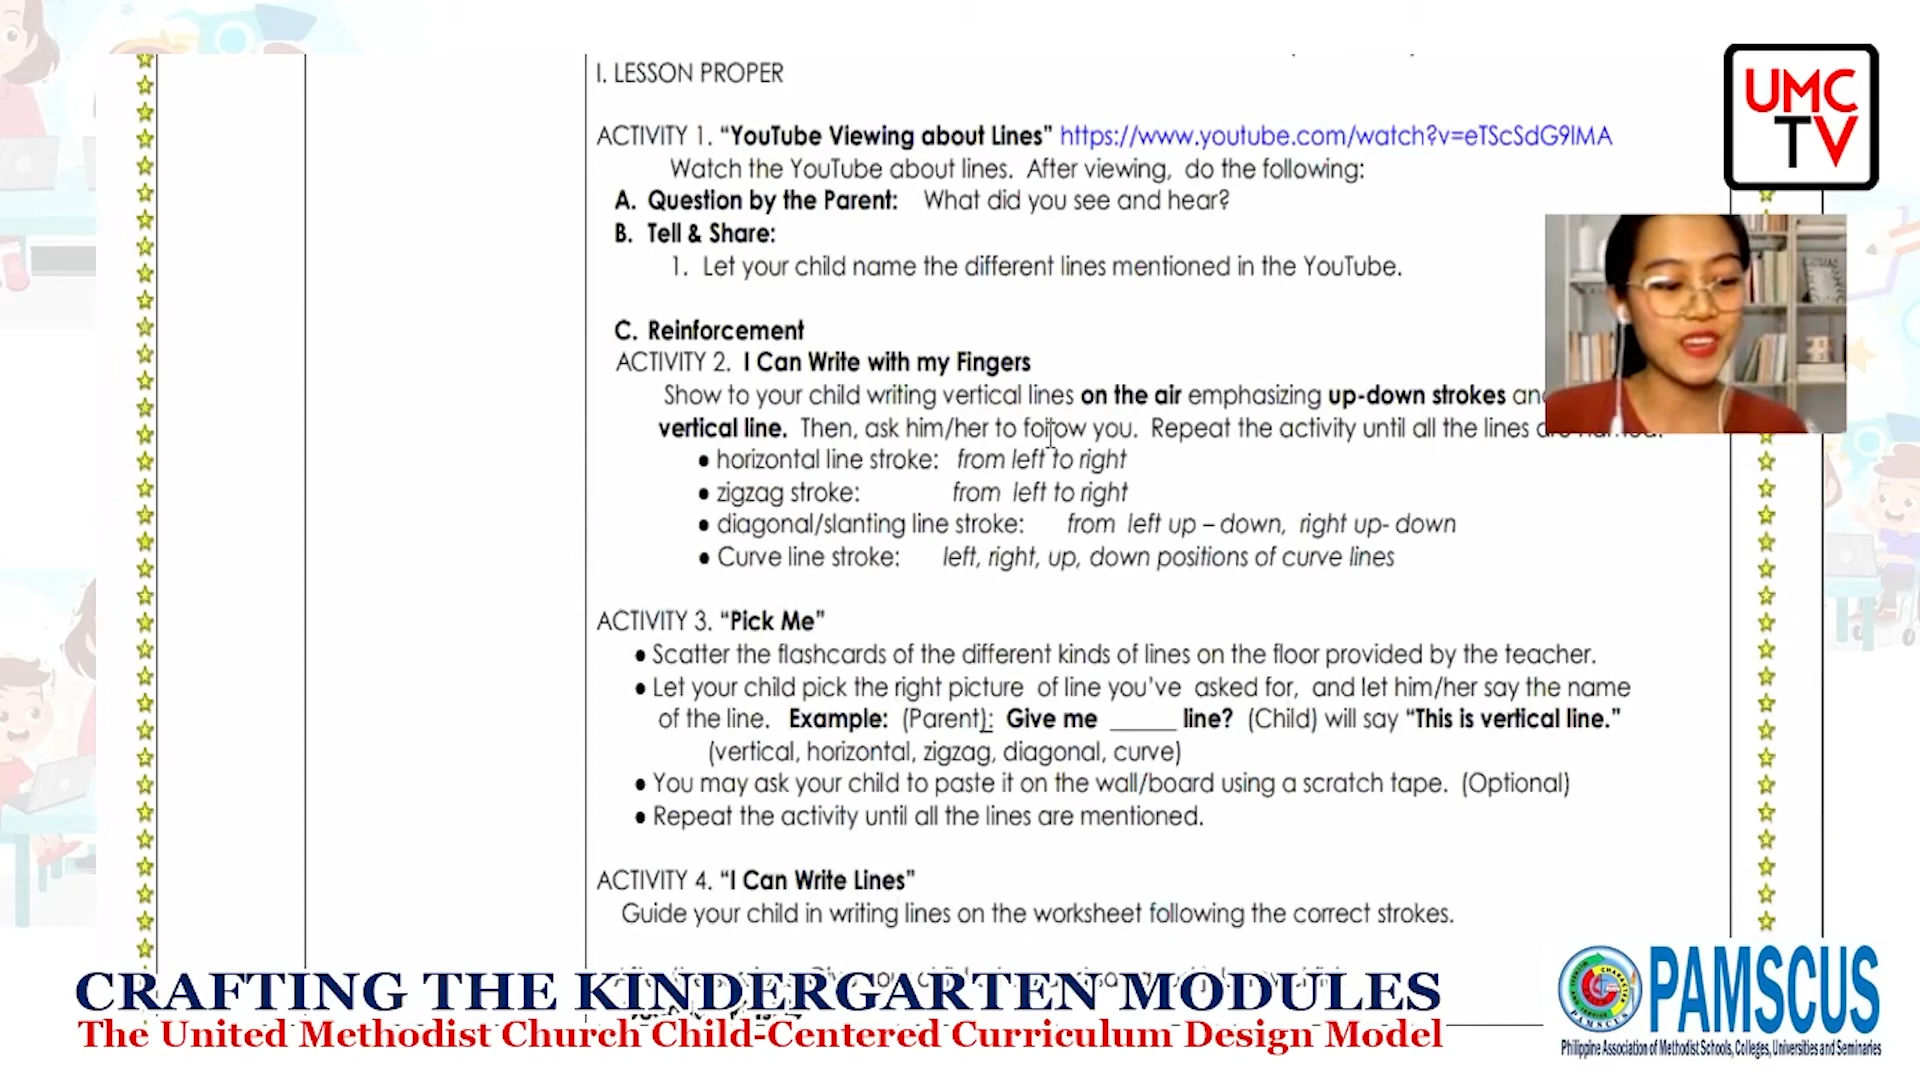 I. LESSON PROPER
ACTIVITY 1. “YouTube Viewing about Lines” https://www.youtube.com/watch?v=eTScSdG9lMA
Watch the YouTube about lines. After viewing, do the following:
A. Question by the Parent: What did you see and hear?
B. Tell & Share:
1. Let your child name the different lines mentioned in the YouTube.
C. Reinforcement
ACTIVITY 2. I Can Write with my Fingers
Show to your child writing vertical lines on the air emphasizing up-down strokes
vertical line. Then, ask him/her to follow you. Repeat the activity until all the lines
• horizontal line stroke: from left to right
• zigzag stroke: from left to right
• diagonal/slanting line stroke: from left up – down, right up- down
• Curve line stroke: left, right, up, down positions of curve lines
ACTIVITY 3. “Pick Me”
• Scatter the flashcards of the different kinds of lines on the floor provided by the teacher.
• Let your child pick the right picture of line you’ve asked for, and let him/her say the name
of the line. Example: (Parent): Give me ______ line? (Child) will say “This is vertical line.”
(vertical, horizontal, zigzag, diagonal, curve)
• You may ask your child to paste it on the wall/board using a scratch tape. (Optional)
• Repeat the activity until all the lines are mentioned.
ACTIVITY 4. “I Can Write Lines”
Guide your child in writing lines on the worksheet following the correct strokes.
CRAFTING THE KINDERGARTEN MODULES
The United Methodist Church Child-Centered Curriculum Design Model
UMC
TV
PAMSCUS
Philippine Association of Methodist Schools, Colleges, Universities and Seminaries